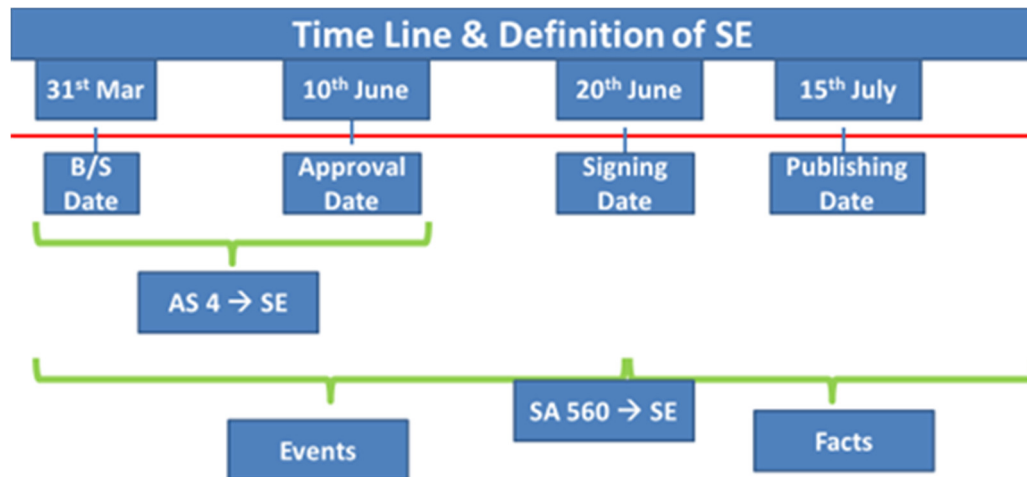 Time Line & Definition of SE
31st Mar
10th June
20th June
15th July
B/S
Date
Approval
Date
Signing
Date
Publishing
Date
AS 4 → SE
SA 560 → SE
Events
Facts